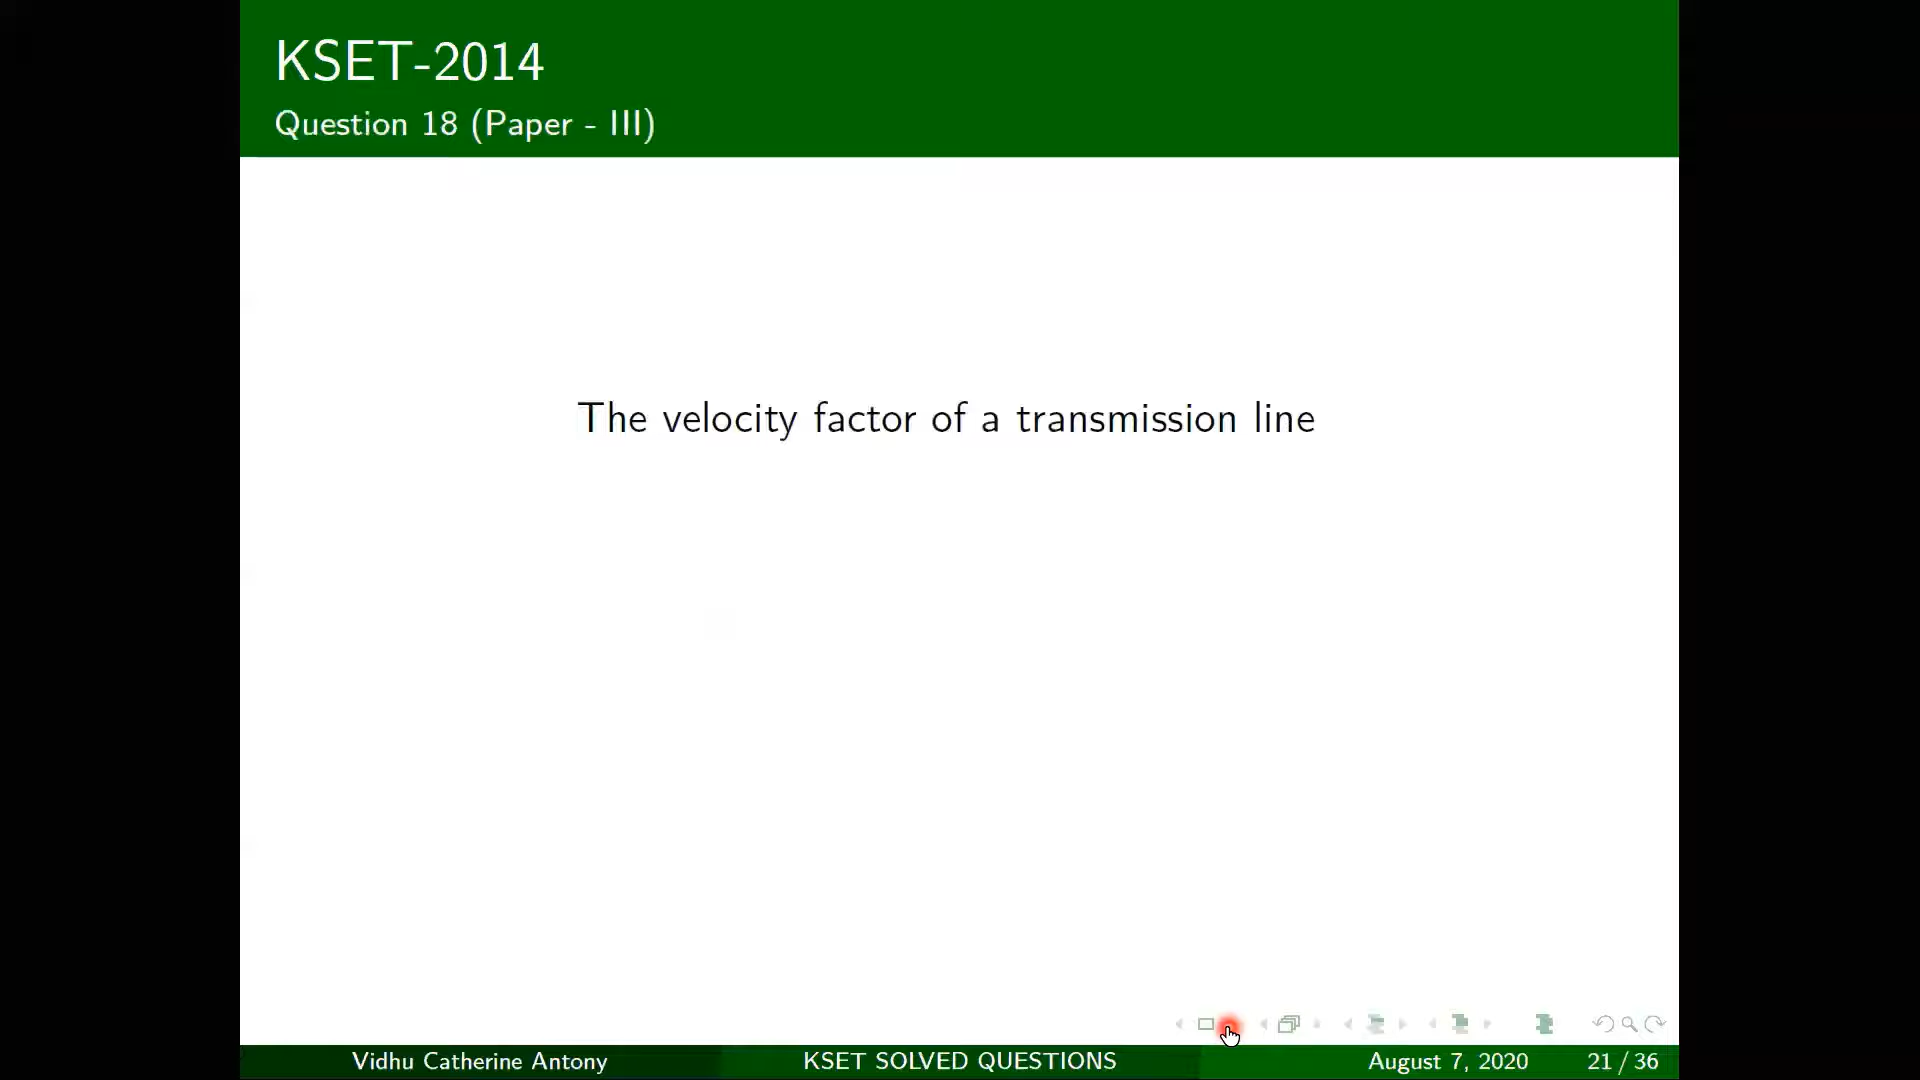 KSET-2014
Question 18 (Paper - III)
The velocity factor of a transmission line
Vidhu Catherine Antony KSET SOLVED QUESTIONS August 7, 2020 21 / 36